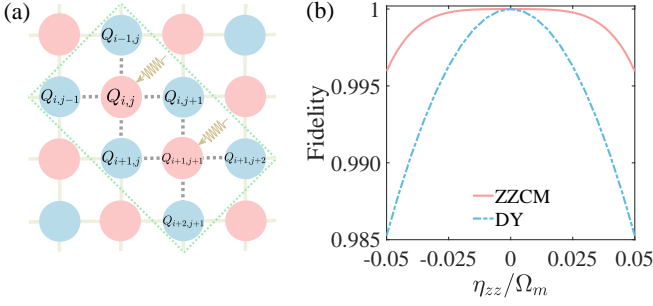 (a)
Q_{i-1,j}
Q_{i,j-1} Q_{i,j} Q_{i,j+1}
Q_{i+1,j} Q_{i+1,j+1} Q_{i+1,j+2}
Q_{i+2,j+1}
(b)
Fidelity
1
0.995
0.990
0.985
ZZCM
DY
-0.05 -0.025 0 0.025 0.05
η_{zz}/Ω_m